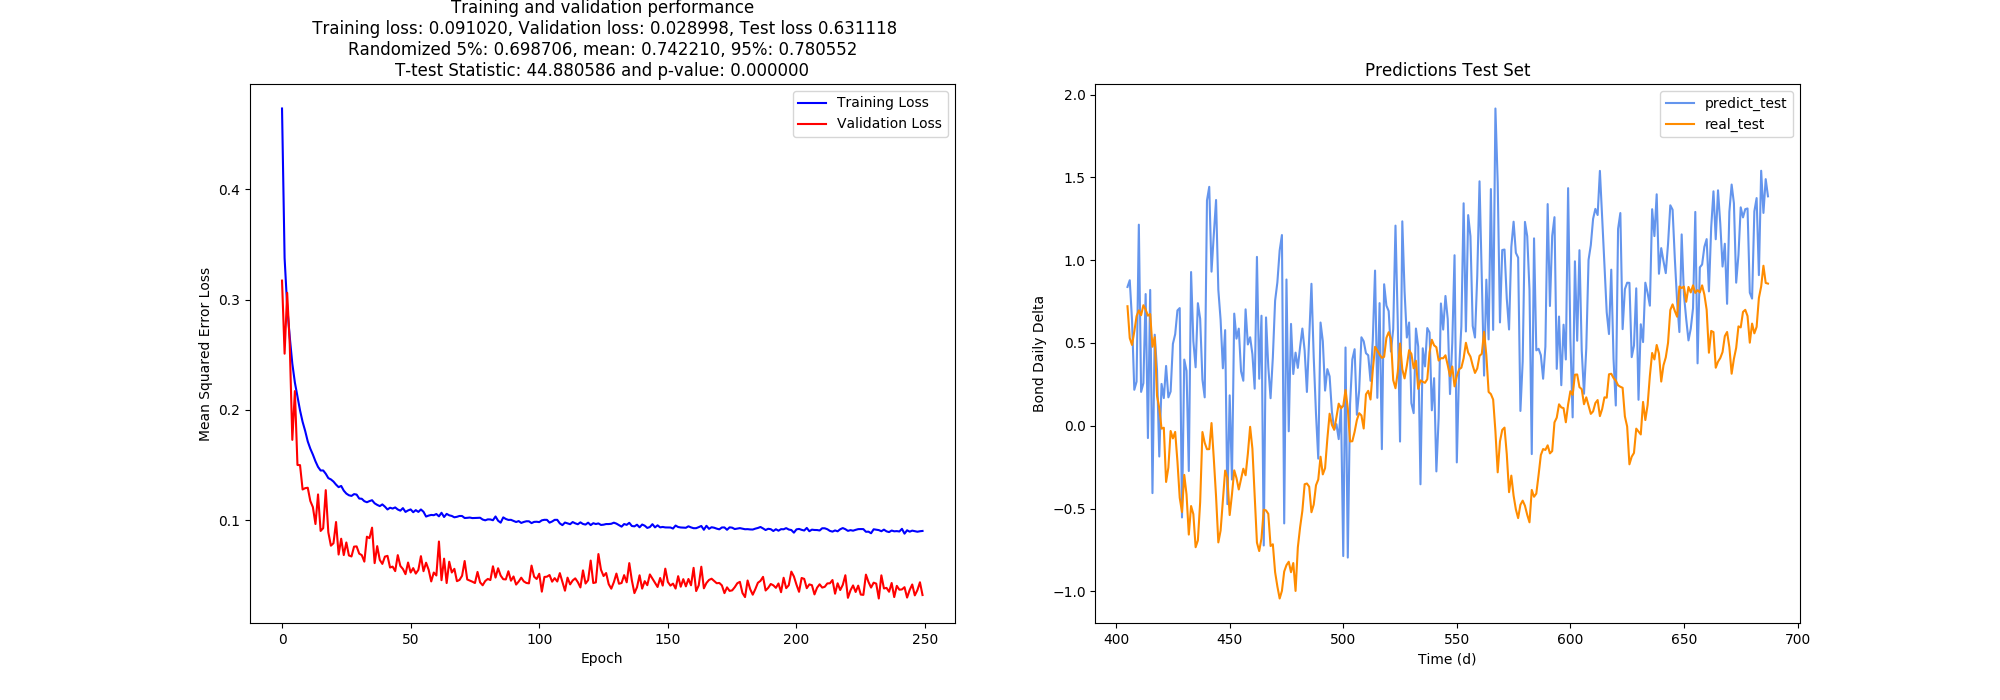 Training and validation performance
Training loss: 0.091020, Validation loss: 0.028998, Test loss 0.631118
Randomized 5%: 0.698706, mean: 0.742210, 95%: 0.780552
T-test Statistic: 44.880586 and p-value: 0.000000
Training Loss
Validation Loss
Mean Squared Error Loss
0.4
0.3
0.2
0.1
0
50
100
150
200
250
Epoch
Predictions Test Set
predict_test
real_test
Bond Daily Delta
2.0
1.5
1.0
0.5
0.0
−0.5
−1.0
400
450
500
550
600
650
700
Time (d)